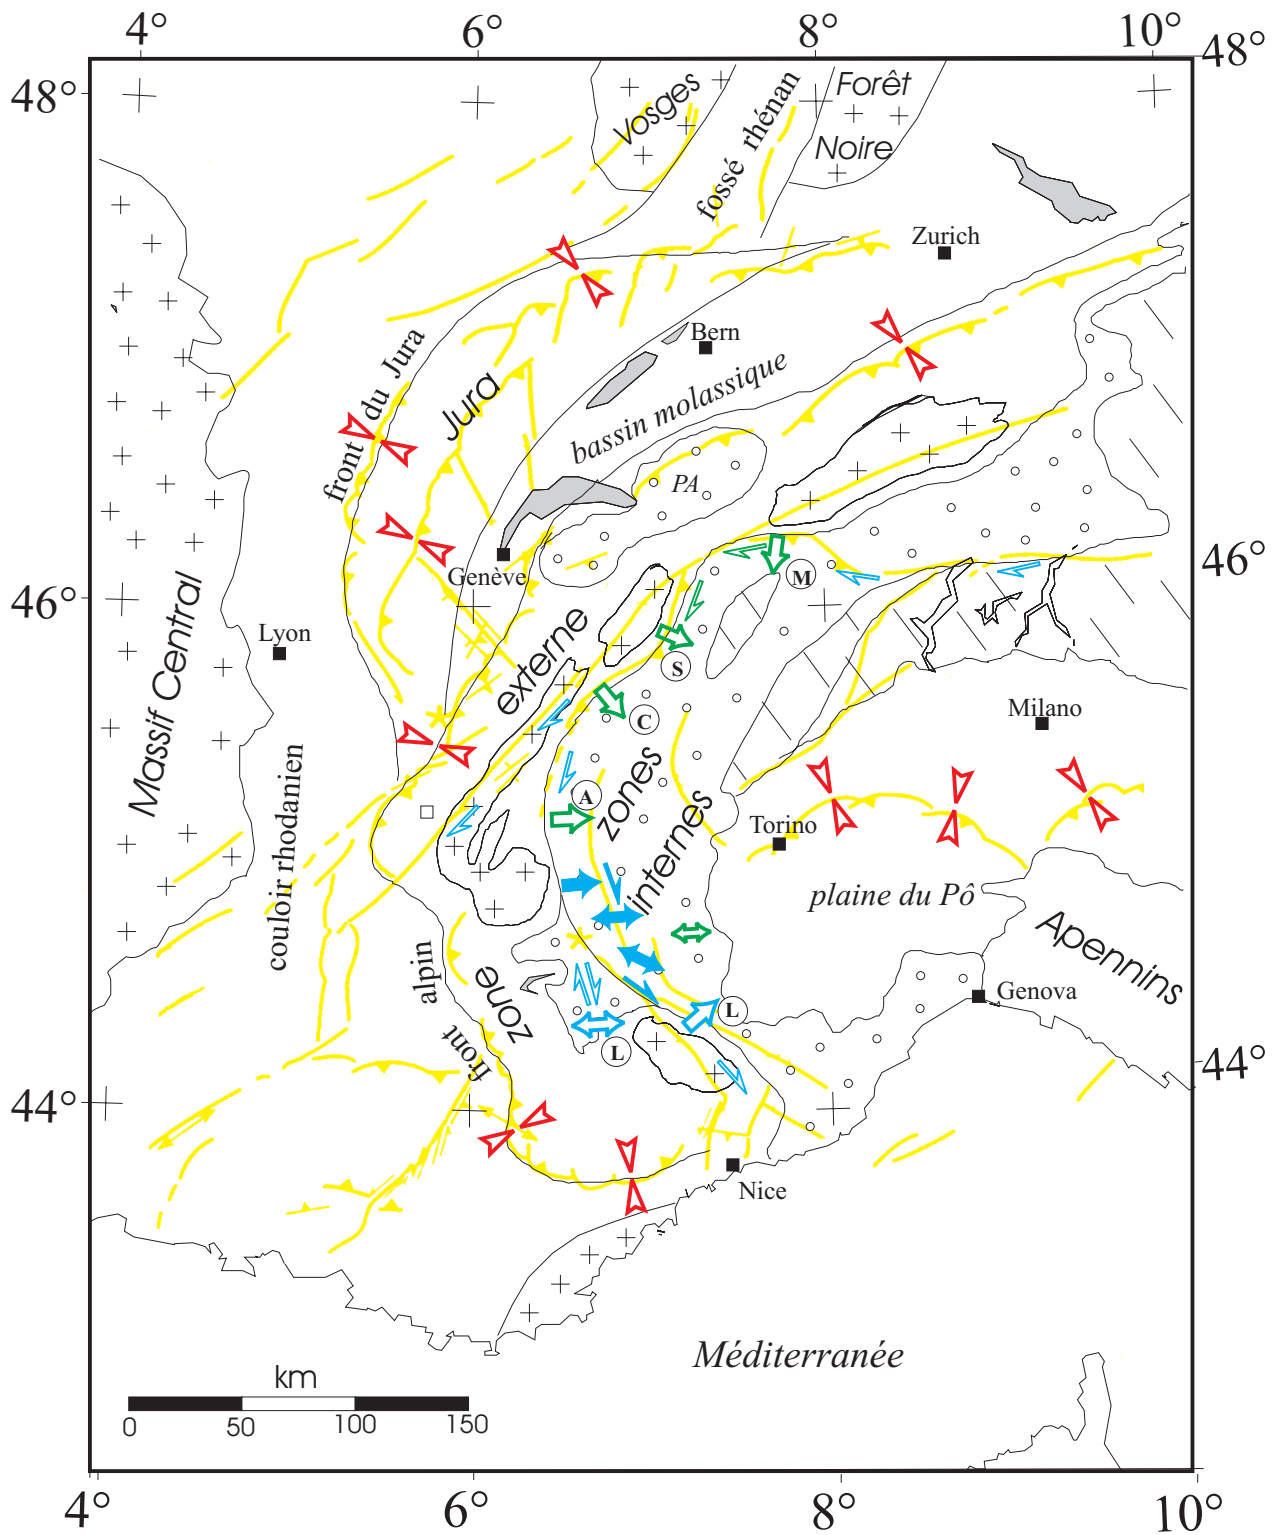 4° 6° 8° 10°
48° 48°
Vosges
fossé rhénan
Forêt
Noire
Zurich
Bern
front du Jura
Jura
bassin molassique
PA
46° 46°
Genève
M
Massif Central
Lyon
externe
S
C
Milano
couloir rhodanien
zones
internes
A
Torino
plaine du Pô
Apennins
alpin
front
zone
Genova
L
L
44° 44°
Nice
Méditerranée
km
0 50 100 150
4° 6° 8° 10°